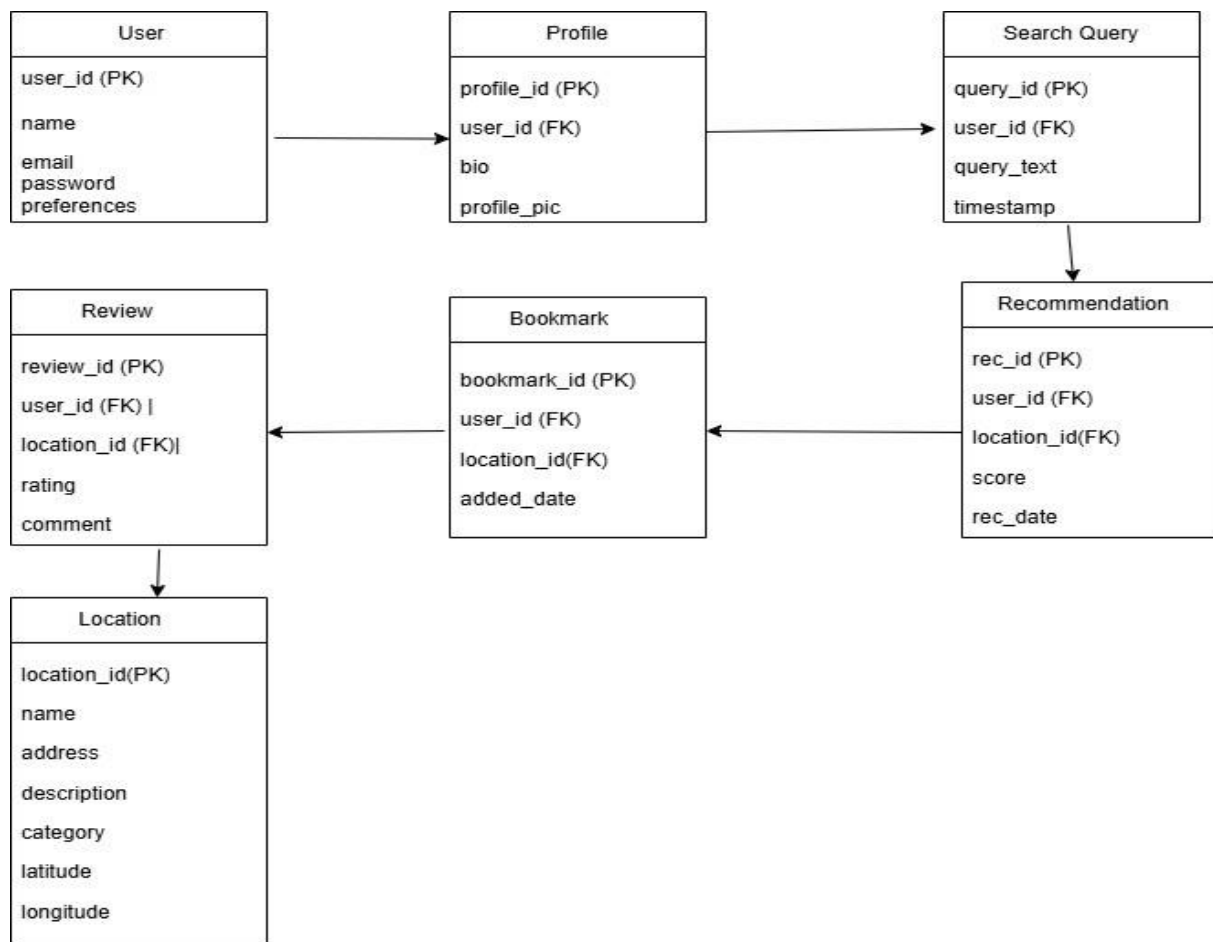 User
user_id (PK)
name
email
password
preferences
Profile
profile_id (PK)
user_id (FK)
bio
profile_pic
Search Query
query_id (PK)
user_id (FK)
query_text
timestamp
Review
review_id (PK)
user_id (FK) |
location_id (FK)|
rating
comment
Bookmark
bookmark_id (PK)
user_id (FK)
location_id(FK)
added_date
Recommendation
rec_id (PK)
user_id (FK)
location_id(FK)
score
rec_date
Location
location_id(PK)
name
address
description
category
latitude
longitude